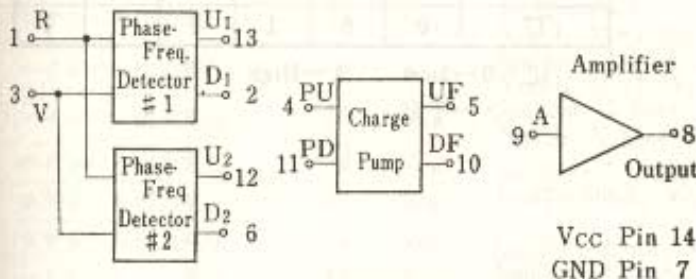 1 R Phase-Freq. Detector #1 U1 13
3 V D1 2
Phase-Freq Detector #2 U2 12
D2 6
4 PU Charge Pump UF 5
11 PD DF 10
Amplifier
9 A 8
Output
VCC Pin 14
GND Pin 7